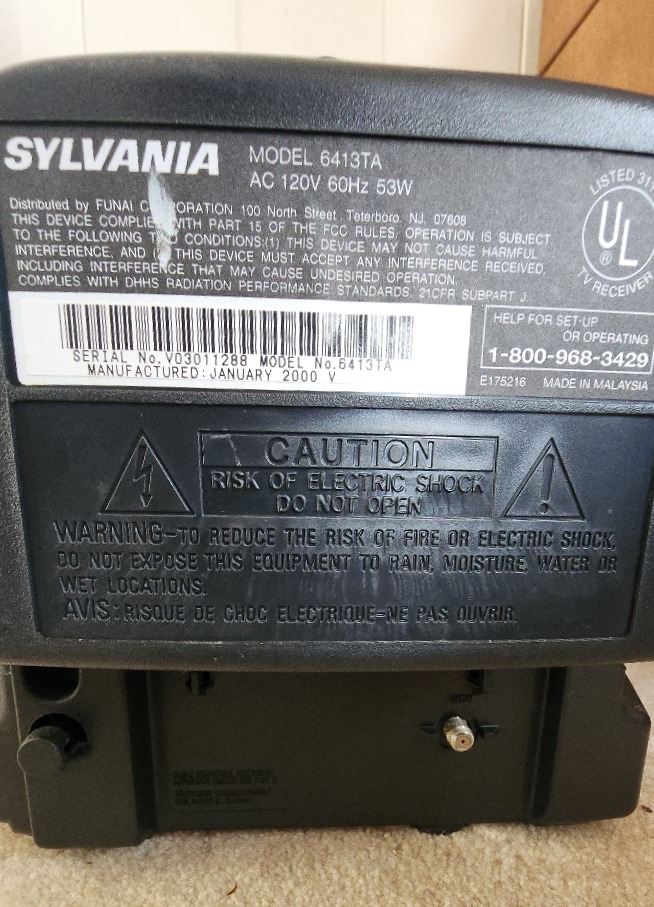 SYLVANIA
MODEL 6413TA
AC 120V 60Hz 53W
Distributed by FUNAI CORPORATION 100 North Street, Teterboro, NJ. 07608
THIS DEVICE COMPLIES WITH PART 15 OF THE FCC RULES. OPERATION IS SUBJECT
TO THE FOLLOWING TWO CONDITIONS:(1) THIS DEVICE MAY NOT CAUSE HARMFUL
INTERFERENCE, AND (2) THIS DEVICE MUST ACCEPT ANY INTERFERENCE RECEIVED,
INCLUDING INTERFERENCE THAT MAY CAUSE UNDESIRED OPERATION.
COMPLIES WITH DHHS RADIATION PERFORMANCE STANDARDS, 21CFR SUBPART J.
LISTED 311
UL
®
TV RECEIVER
SERIAL No. V03011288 MODEL No. 6413TA
MANUFACTURED: JANUARY 2000 V
HELP FOR SET-UP
OR OPERATING
1-800-968-3429
E175216 MADE IN MALAYSIA
CAUTION
RISK OF ELECTRIC SHOCK
DO NOT OPEN
WARNING-TO REDUCE THE RISK OF FIRE OR ELECTRIC SHOCK,
DO NOT EXPOSE THIS EQUIPMENT TO RAIN, MOISTURE, WATER OR
WET LOCATIONS.
AVIS: RISQUE DE CHOC ELECTRIQUE-NE PAS OUVRIR.